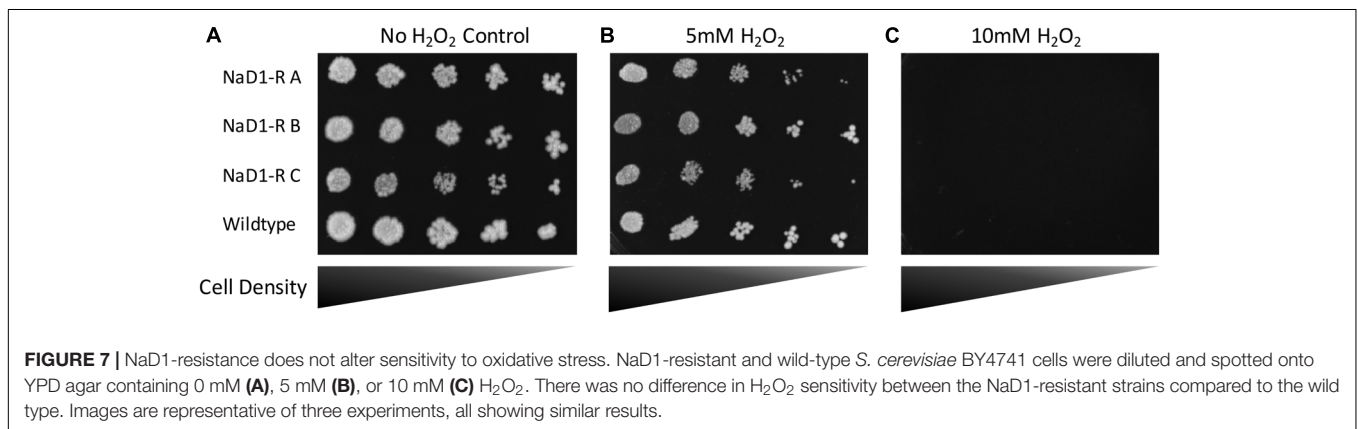 A No H₂O₂ Control B 5mM H₂O₂ C 10mM H₂O₂
NaD1-R A
NaD1-R B
NaD1-R C
Wildtype
Cell Density
FIGURE 7 | NaD1-resistance does not alter sensitivity to oxidative stress. NaD1-resistant and wild-type S. cerevisiae BY4741 cells were diluted and spotted onto
YPD agar containing 0 mM (A), 5 mM (B), or 10 mM (C) H₂O₂. There was no difference in H₂O₂ sensitivity between the NaD1-resistant strains compared to the wild
type. Images are representative of three experiments, all showing similar results.